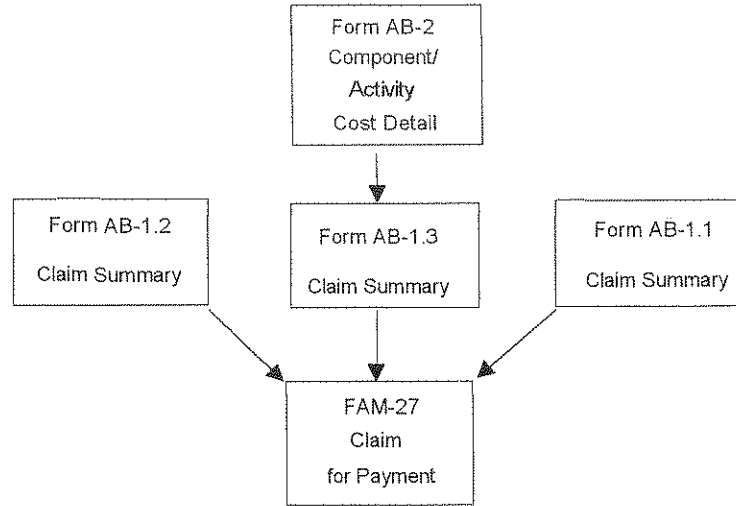 Form AB-2
Component/
Activity
Cost Detail
Form AB-1.2
Claim Summary
Form AB-1.3
Claim Summary
Form AB-1.1
Claim Summary
FAM-27
Claim
for Payment